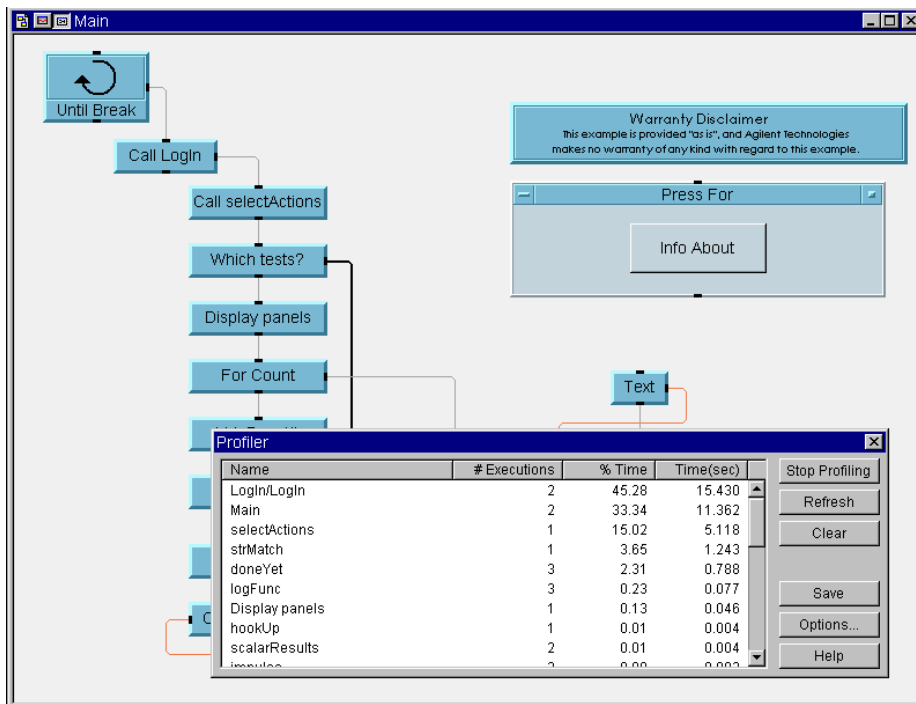 Main
Until Break
Call LogIn
Warranty Disclaimer
This example is provided "as is", and Agilent Technologies
makes no warranty of any kind with regard to this example.
Call selectActions
Press For
Info About
Which tests?
Display panels
For Count
Text
Profiler
Name # Executions % Time Time(sec)
LogIn/LogIn 2 45.28 15.430
Main 2 33.34 11.362
selectActions 1 15.02 5.118
strMatch 1 3.65 1.243
doneYet 3 2.31 0.788
logFunc 3 0.23 0.077
Display panels 1 0.13 0.046
hookUp 1 0.01 0.004
scalarResults 2 0.01 0.004
Stop Profiling
Refresh
Clear
Save
Options...
Help